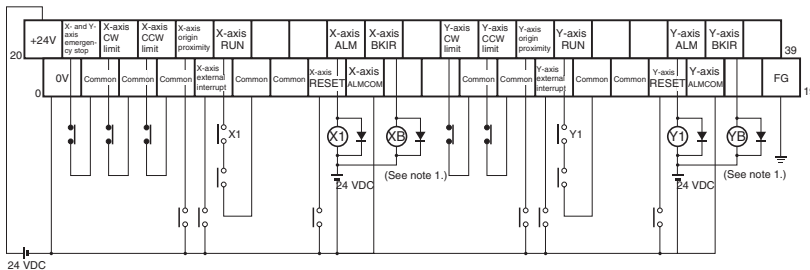 +24V
X- and Y-
axis
emergen-
cy stop
X-axis
CW
limit
X-axis
CCW
limit
X-axis
origin
proximity
X-axis
RUN
X-axis
ALM
X-axis
BKIR
Y-axis
CW
limit
Y-axis
CCW
limit
Y-axis
origin
proximity
Y-axis
RUN
Y-axis
ALM
Y-axis
BKIR
20
39
0V
Common
Common
Common
Common
X-axis
external
interrupt
Common
Common
X-axis
RESET
X-axis
ALMCOM
Common
Common
Common
Y-axis
external
interrupt
Common
Common
Y-axis
RESET
Y-axis
ALMCOM
FG
0
X1
X1
XB
Y1
Y1
YB
(See note 1.)
(See note 1.)
24 VDC
24 VDC
24 VDC